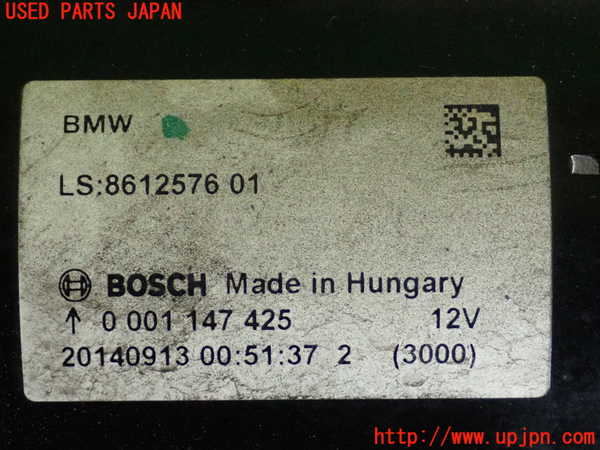 USED PARTS JAPAN
BMW
LS:8612576 01
BOSCH Made in Hungary
↑ 0 001 147 425 12V
20140913 00:51:37 2 (3000)
http://www.upjpn.com/